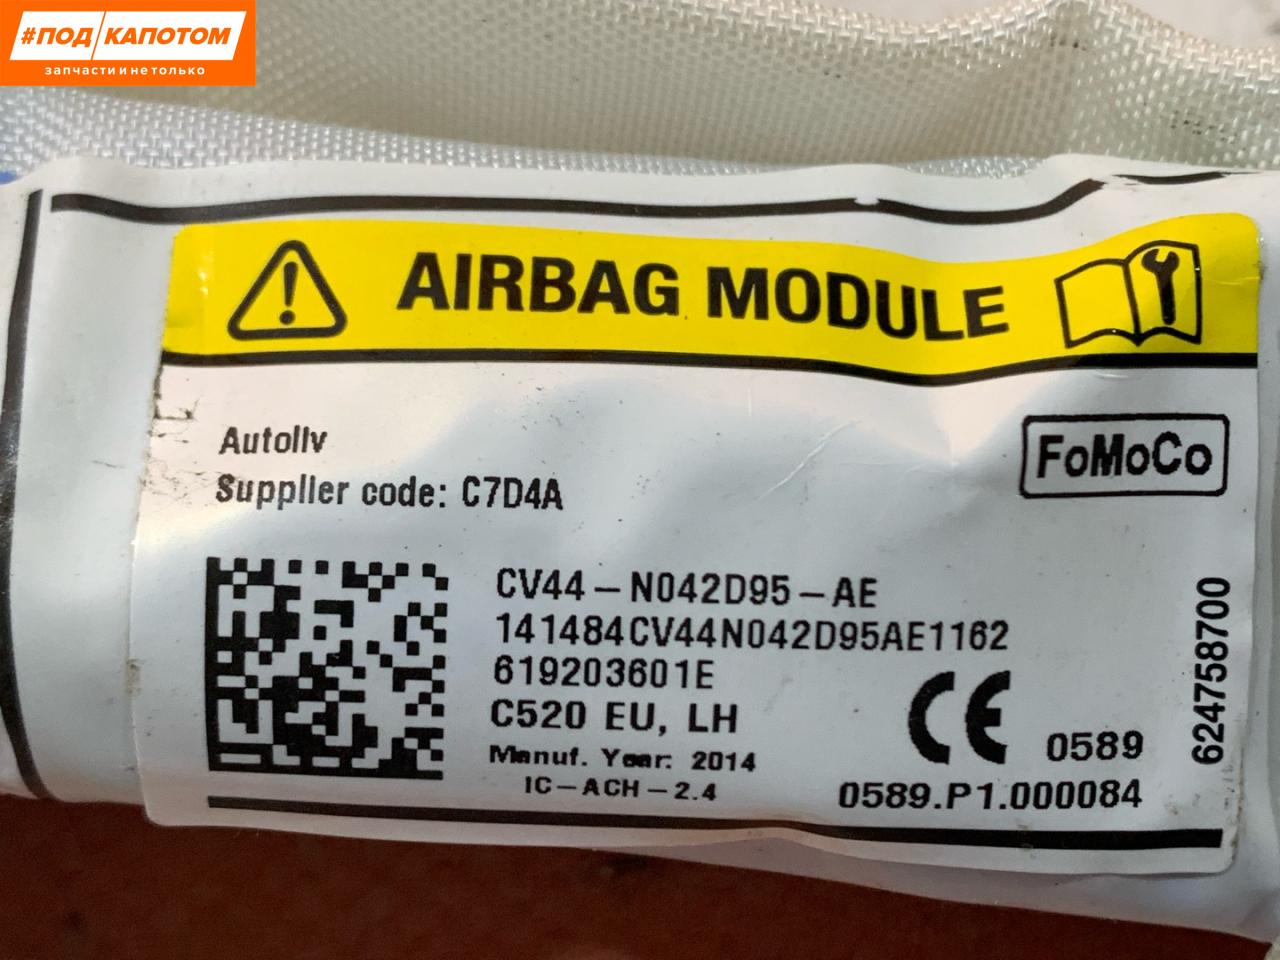 #ПОД КАПОТОМ
запчасти и не только
AIRBAG MODULE
Autoliv
Supplier code: C7D4A
FoMoCo
CV44-N042D95-AE
141484CV44N042D95AE1162
619203601E
C520 EU, LH
Manuf. Year: 2014
IC-ACH-2.4
CE 0589
0589.P1.000084
624758700